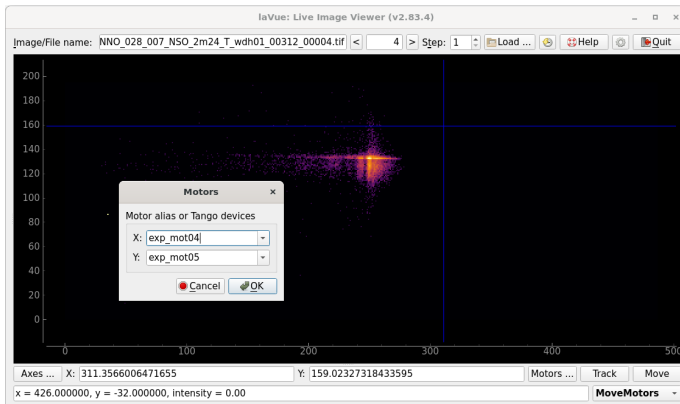 laVue: Live Image Viewer (v2.83.4)
Image/File name: NNO_028_007_NSO_2m24_T_wdh01_00312_00004.tif < 4 > Step: 1 Load ... Help Quit
200
180
160
140
120
100
80
60
40
20
0
Motors
Motor alias or Tango devices
X: exp_mot04
Y: exp_mot05
Cancel OK
0 100 200 300 400 500
Axes ... X: 311.3566006471655 Y: 159.02327318433595 Motors ... Track Move
x = 426.000000, y = -32.000000, intensity = 0.00 MoveMotors